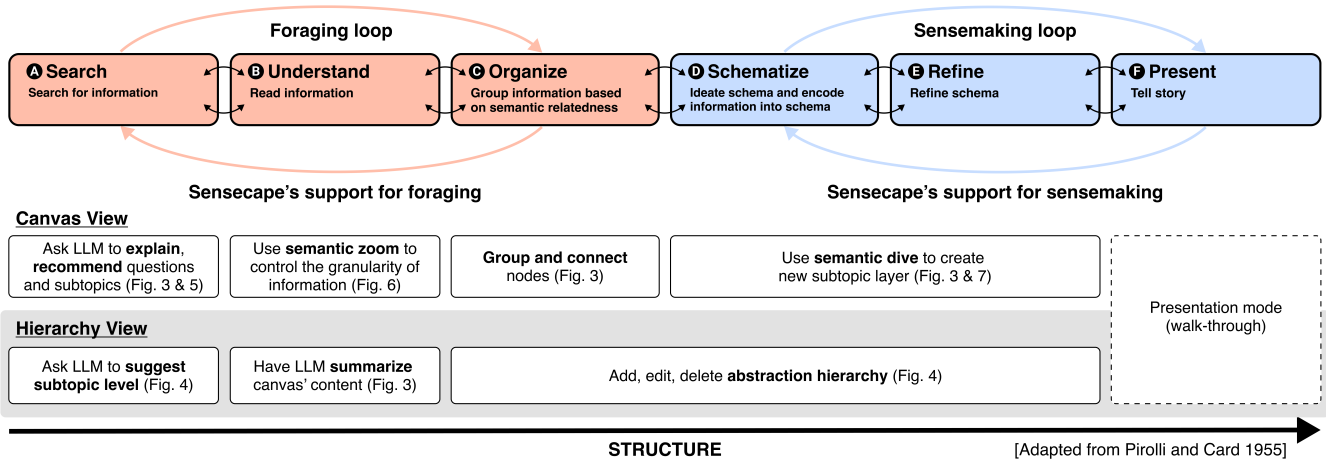 Foraging loop
Sensemaking loop
A Search
Search for information
B Understand
Read information
C Organize
Group information based
on semantic relatedness
D Schematize
Ideate schema and encode
information into schema
E Refine
Refine schema
F Present
Tell story
Sensecape's support for foraging
Sensecape's support for sensemaking
Canvas View
Ask LLM to explain,
recommend questions
and subtopics (Fig. 3 & 5)
Use semantic zoom to
control the granularity of
information (Fig. 6)
Group and connect
nodes (Fig. 3)
Use semantic dive to create
new subtopic layer (Fig. 3 & 7)
Presentation mode
(walk-through)
Hierarchy View
Ask LLM to suggest
subtopic level (Fig. 4)
Have LLM summarize
canvas' content (Fig. 3)
Add, edit, delete abstraction hierarchy (Fig. 4)
STRUCTURE
[Adapted from Pirolli and Card 1955]